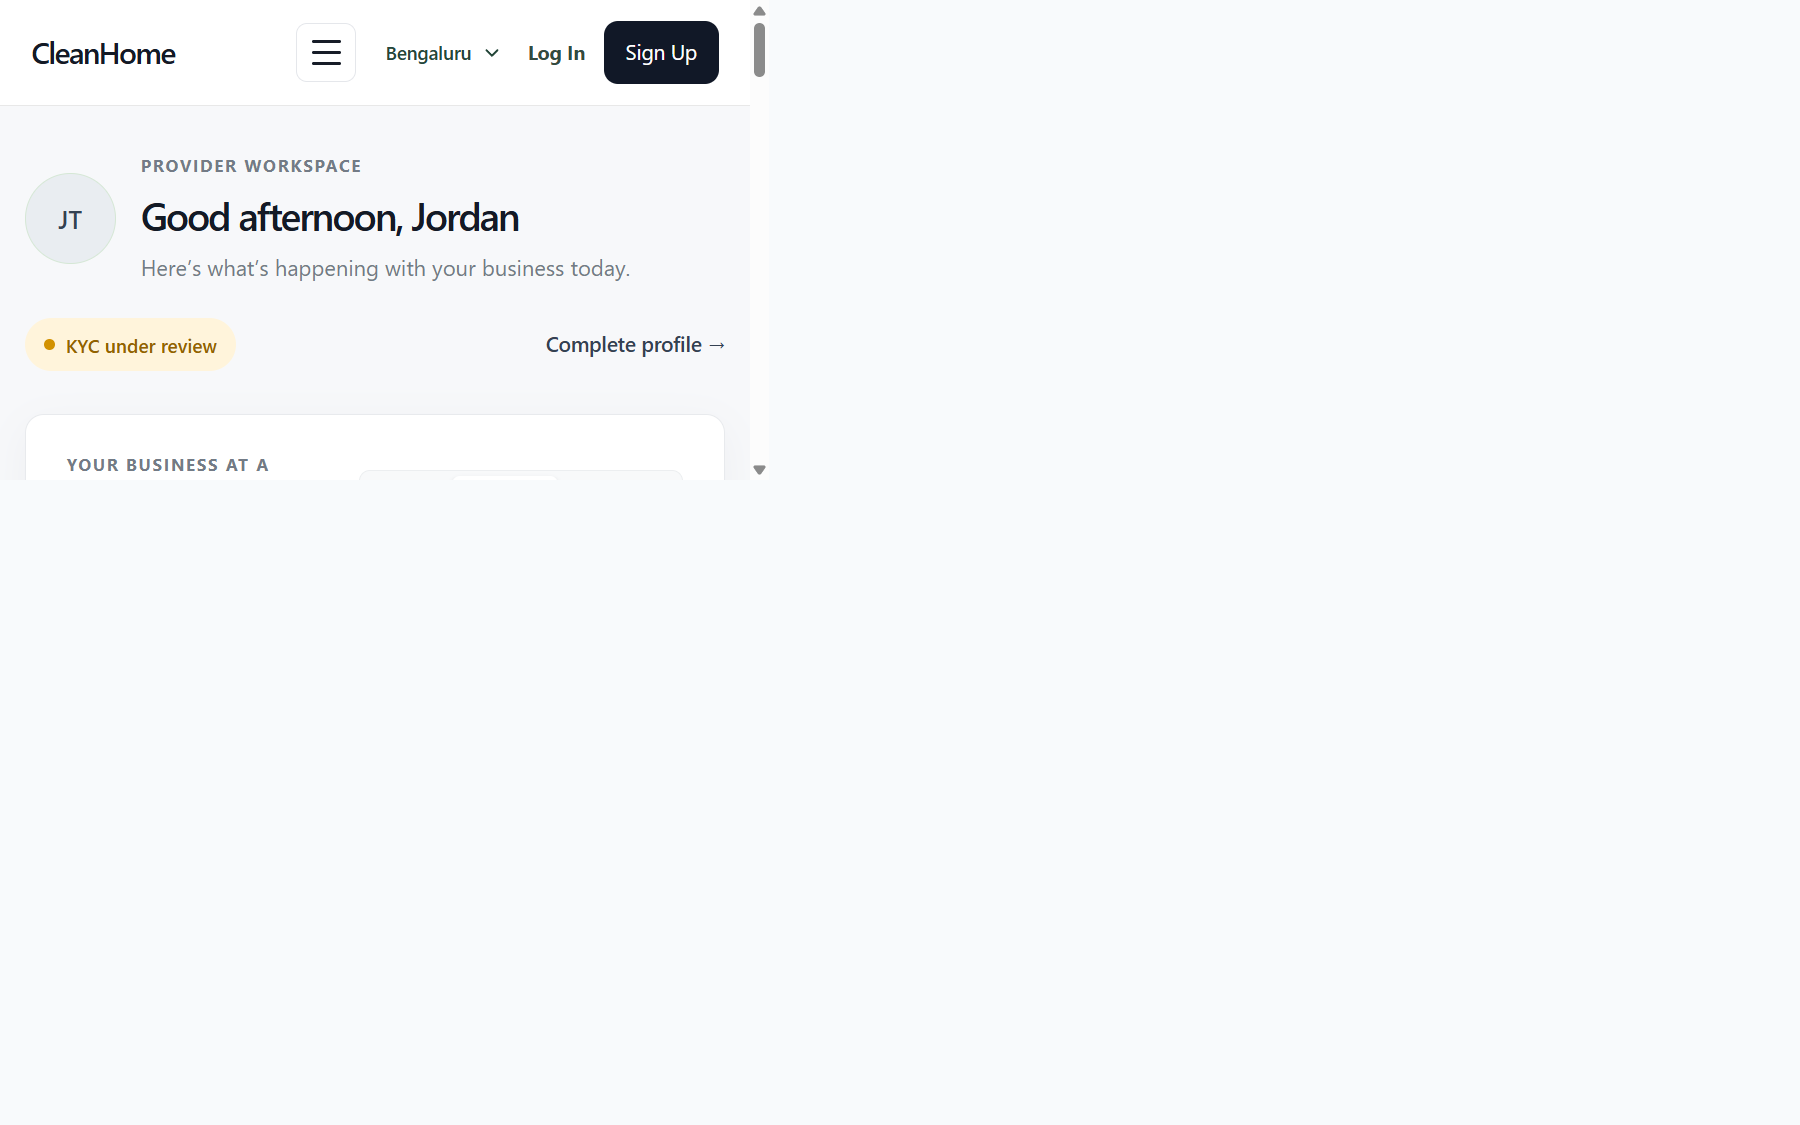 CleanHome
Bengaluru
Log In
Sign Up
PROVIDER WORKSPACE
JT
Good afternoon, Jordan
Here’s what’s happening with your business today.
KYC under review
Complete profile →
YOUR BUSINESS AT A